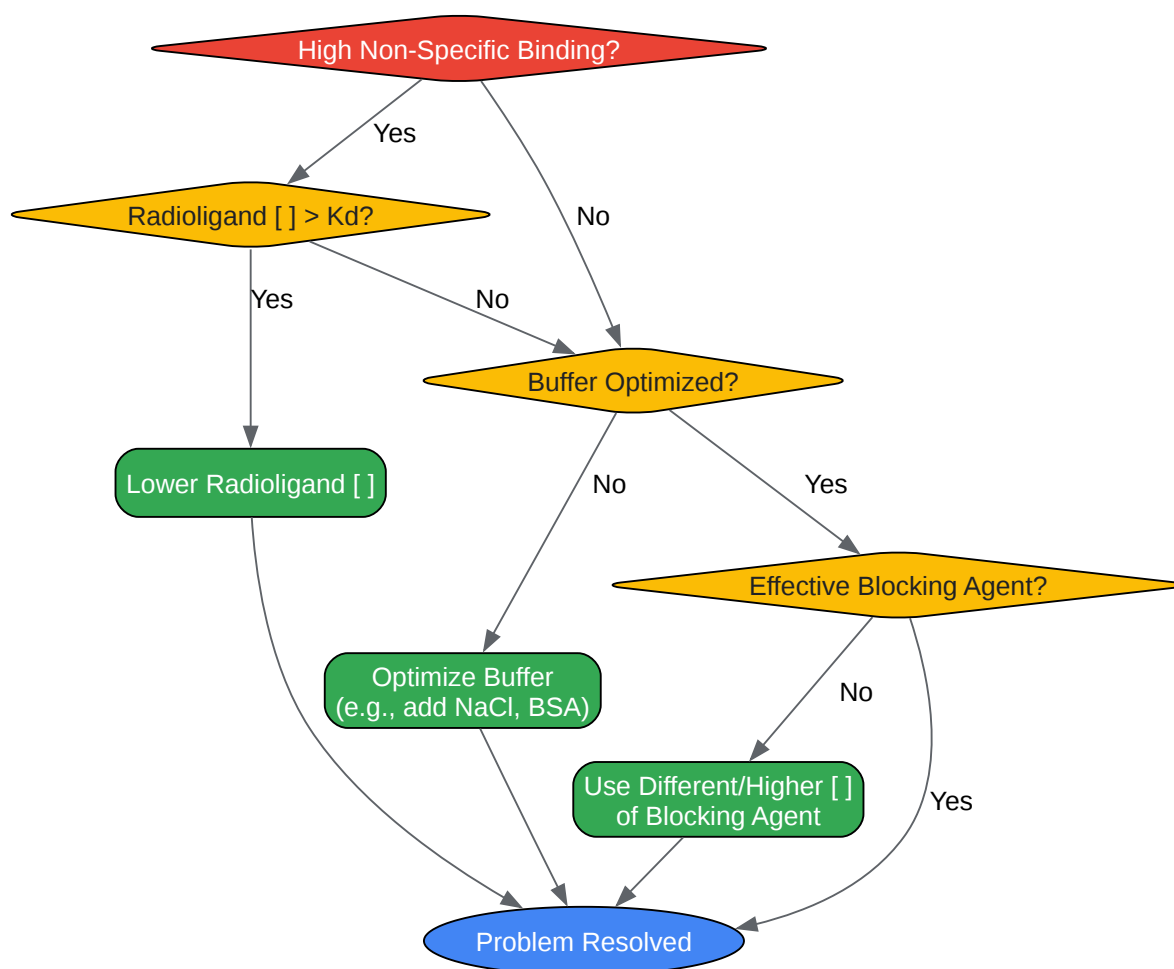 High Non-Specific Binding?
Yes
Radioligand [ ] > Kd?
No
Yes
No
Buffer Optimized?
Lower Radioligand [ ]
No
Yes
Effective Blocking Agent?
Optimize Buffer
(e.g., add NaCl, BSA)
No
Use Different/Higher [ ]
of Blocking Agent
Yes
Problem Resolved